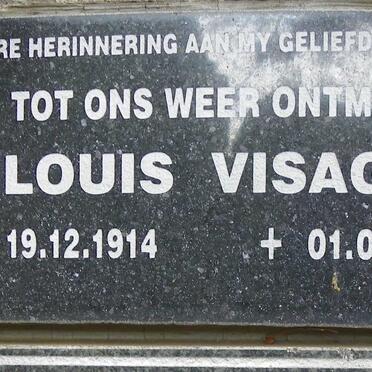 RE HERINNERING AAN MY GELIEFD
TOT ONS WEER ONTM
LOUIS VISAG
19.12.1914 + 01.0